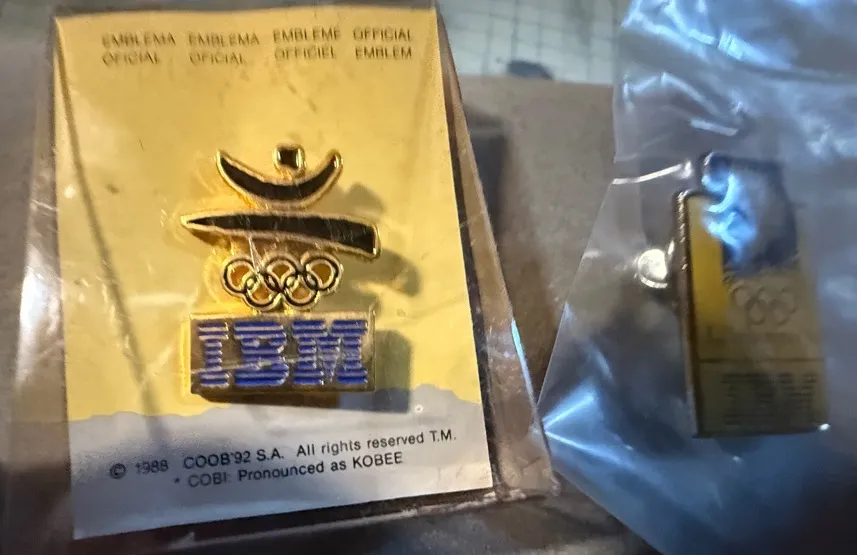 EMBLEMA EMBLEMA EMBLEME OFFICIAL
OFICIAL OFICIAL OFFICIEL EMBLEM
IBM
© 1988 COOB'92 S.A. All rights reserved T.M.
* COBI: Pronounced as KOBEE
IBM